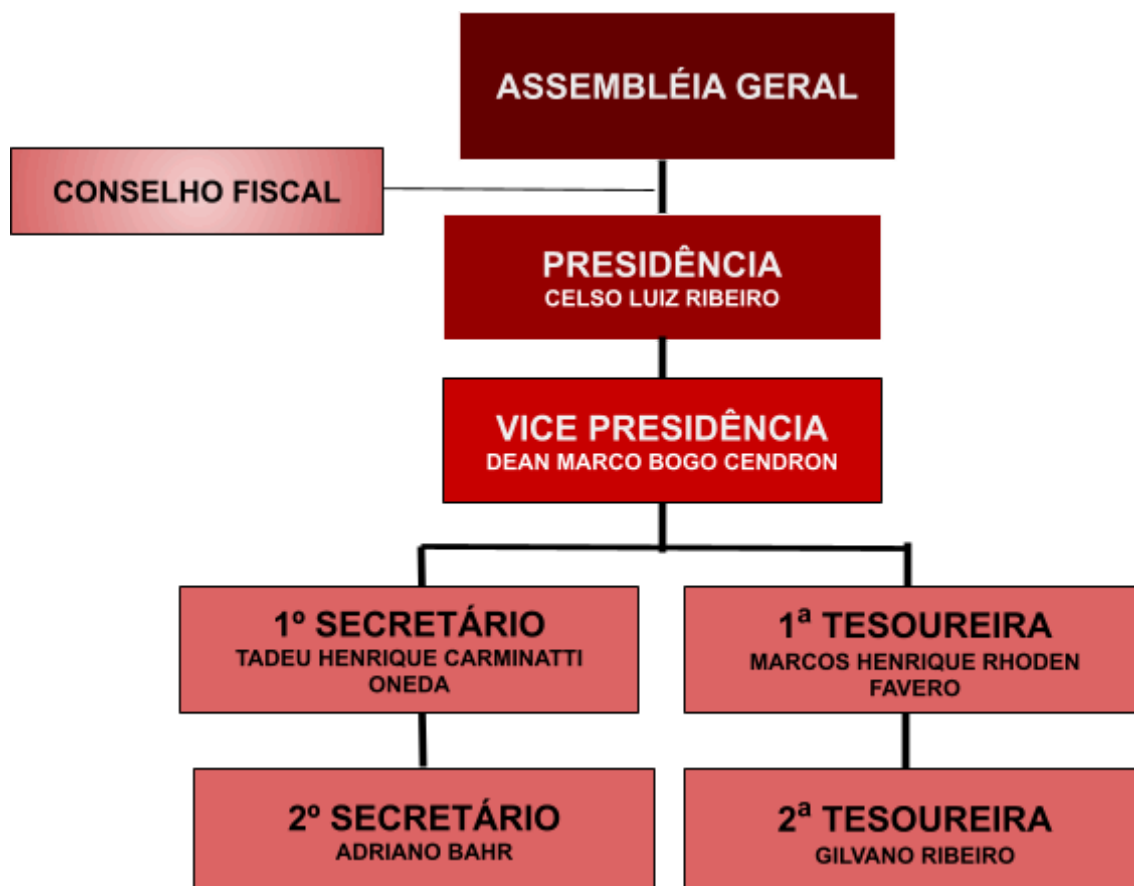 ASSEMBLÉIA GERAL
CONSELHO FISCAL
PRESIDÊNCIA
CELSO LUIZ RIBEIRO
VICE PRESIDÊNCIA
DEAN MARCO BOGO CENDRON
1º SECRETÁRIO
TADEU HENRIQUE CARMINATTI
ONEDA
1ª TESOUREIRA
MARCOS HENRIQUE RHODEN
FAVERO
2º SECRETÁRIO
ADRIANO BAHR
2ª TESOUREIRA
GILVANO RIBEIRO